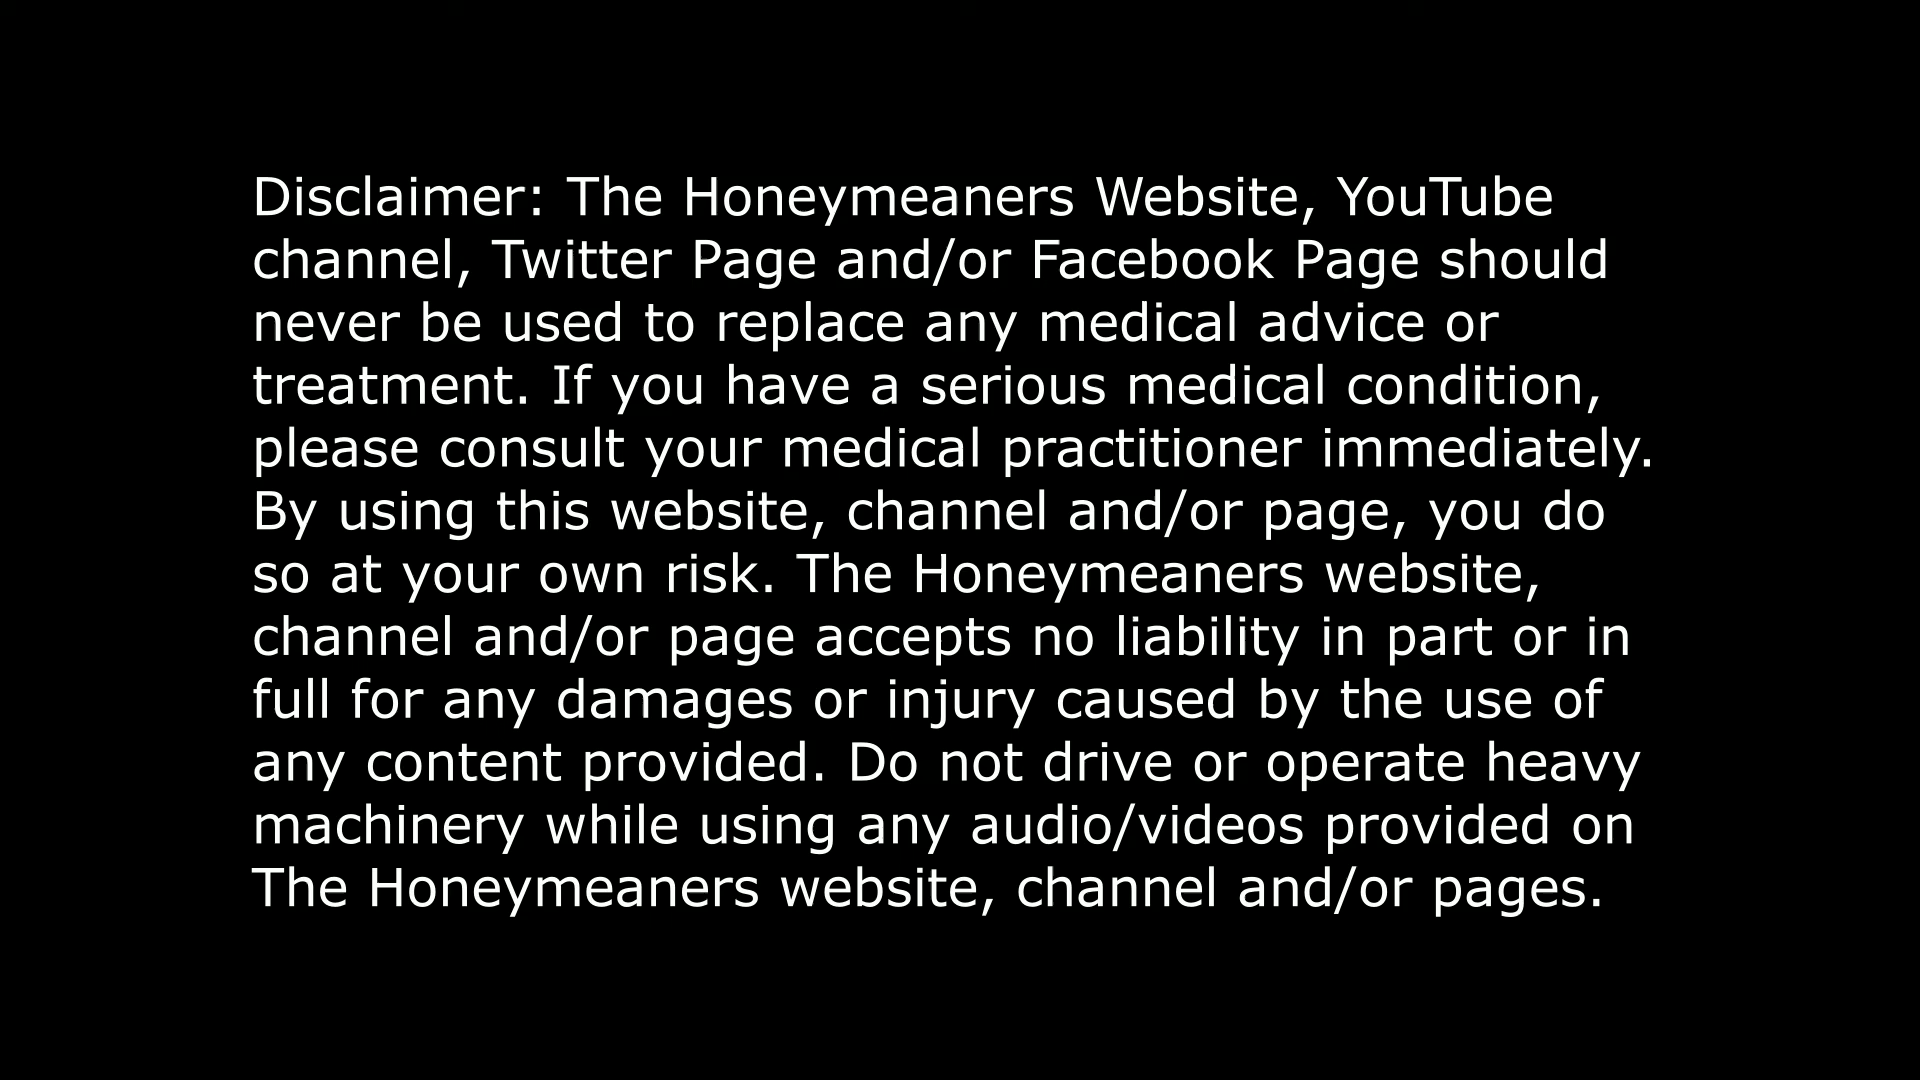 Disclaimer: The Honeymeaners Website, YouTube
channel, Twitter Page and/or Facebook Page should
never be used to replace any medical advice or
treatment. If you have a serious medical condition,
please consult your medical practitioner immediately.
By using this website, channel and/or page, you do
so at your own risk. The Honeymeaners website,
channel and/or page accepts no liability in part or in
full for any damages or injury caused by the use of
any content provided. Do not drive or operate heavy
machinery while using any audio/videos provided on
The Honeymeaners website, channel and/or pages.